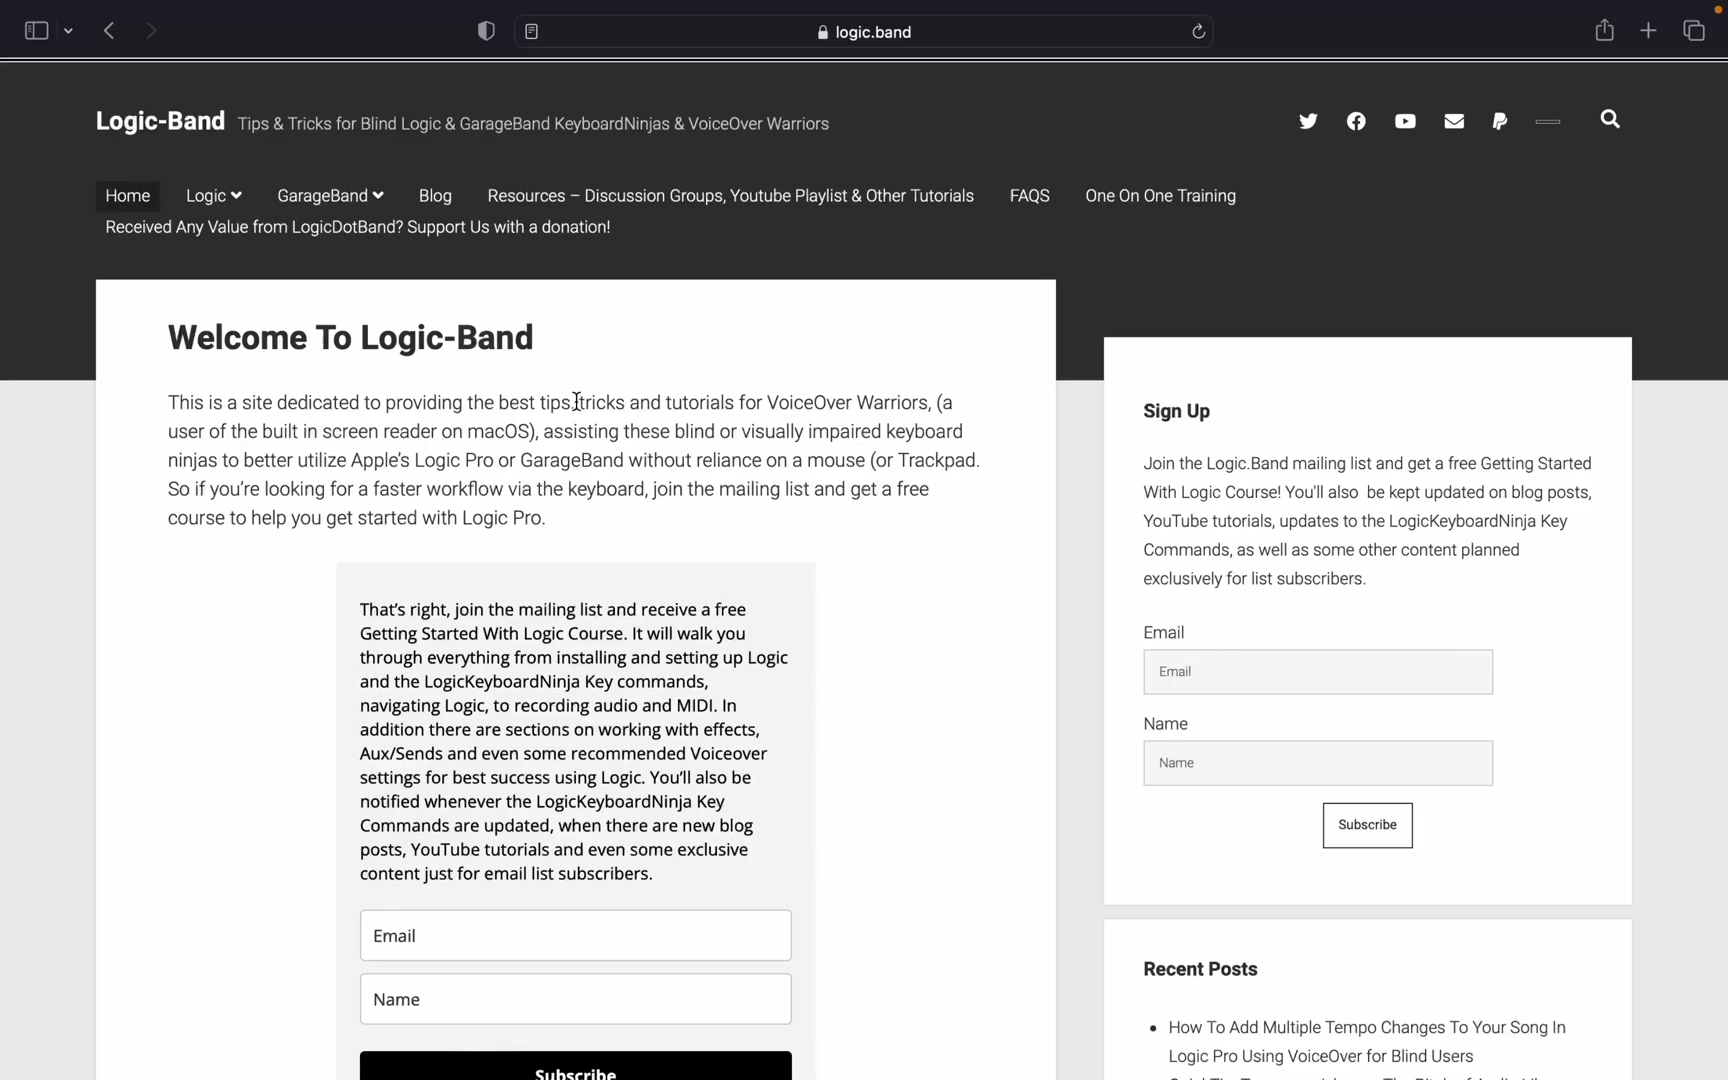 logic.band
Logic-Band Tips & Tricks for Blind Logic & GarageBand KeyboardNinjas & VoiceOver Warriors
Home Logic GarageBand Blog Resources – Discussion Groups, Youtube Playlist & Other Tutorials FAQS One On One Training
Received Any Value from LogicDotBand? Support Us with a donation!
Welcome To Logic-Band
This is a site dedicated to providing the best tips, tricks and tutorials for VoiceOver Warriors, (a
user of the built in screen reader on macOS), assisting these blind or visually impaired keyboard
ninjas to better utilize Apple’s Logic Pro or GarageBand without reliance on a mouse (or Trackpad.
So if you’re looking for a faster workflow via the keyboard, join the mailing list and get a free
course to help you get started with Logic Pro.
That’s right, join the mailing list and receive a free
Getting Started With Logic Course. It will walk you
through everything from installing and setting up Logic
and the LogicKeyboardNinja Key commands,
navigating Logic, to recording audio and MIDI. In
addition there are sections on working with effects,
Aux/Sends and even some recommended Voiceover
settings for best success using Logic. You’ll also be
notified whenever the LogicKeyboardNinja Key
Commands are updated, when there are new blog
posts, YouTube tutorials and even some exclusive
content just for email list subscribers.
Email
Name
Subscribe
Sign Up
Join the Logic.Band mailing list and get a free Getting Started
With Logic Course! You'll also be kept updated on blog posts,
YouTube tutorials, updates to the LogicKeyboardNinja Key
Commands, as well as some other content planned
exclusively for list subscribers.
Email
Email
Name
Name
Subscribe
Recent Posts
How To Add Multiple Tempo Changes To Your Song In
Logic Pro Using VoiceOver for Blind Users